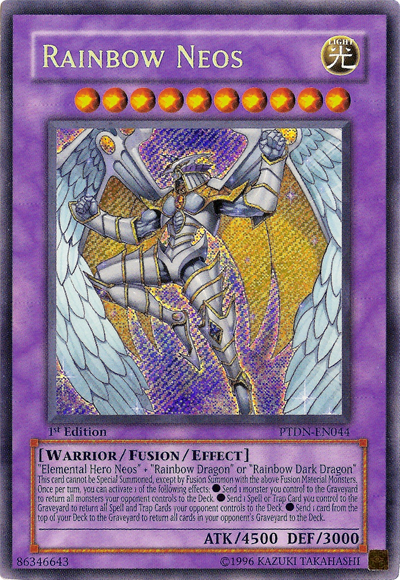 RAINBOW NEOS
LIGHT
光
1st Edition
PTDN-EN044
[WARRIOR/FUSION/EFFECT]
"Elemental Hero Neos" + "Rainbow Dragon" or "Rainbow Dark Dragon"
This card cannot be Special Summoned, except by Fusion Summon with the above Fusion Material Monsters.
Once per turn, you can activate 1 of the following effects: ● Send 1 monster you control to the Graveyard
to return all monsters your opponent controls to the Deck. ● Send 1 Spell or Trap Card you control to the
Graveyard to return all Spell and Trap Cards your opponent controls to the Deck. ● Send 1 card from the
top of your Deck to the Graveyard to return all cards in your opponent's Graveyard to the Deck.
ATK/4500 DEF/3000
86346643
©1996 KAZUKI TAKAHASHI